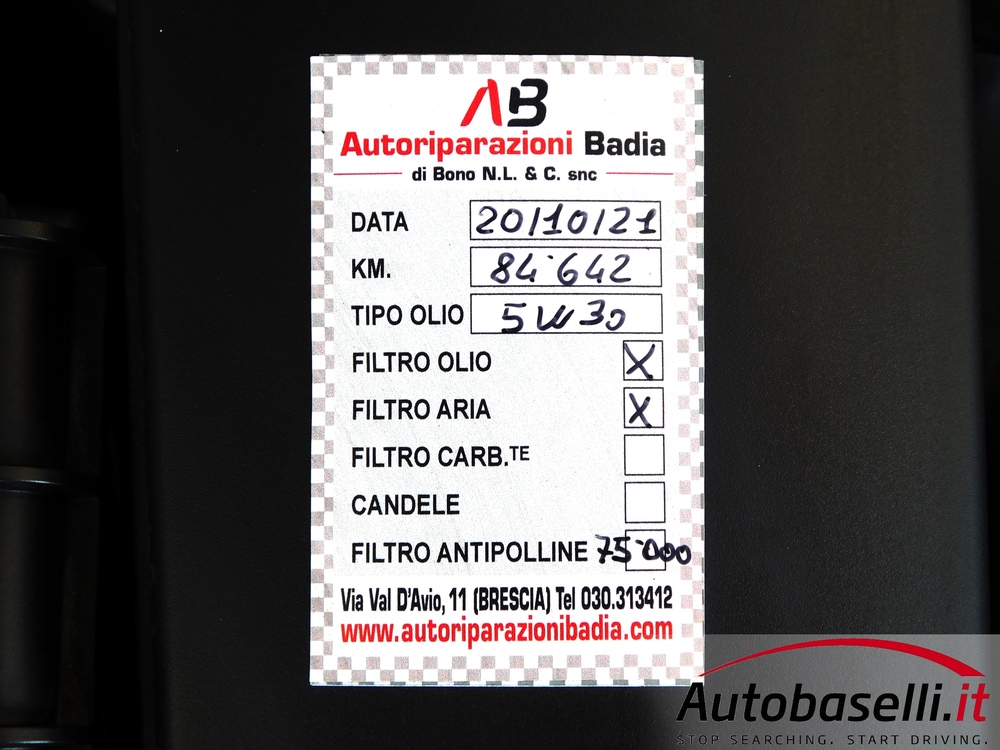 AB
Autoriparazioni Badia
di Bono N.L. & C. snc
DATA 20/10/21
KM. 84˙642
TIPO OLIO 5W30
FILTRO OLIO X
FILTRO ARIA X
FILTRO CARB.TE
CANDELE
FILTRO ANTIPOLLINE 75˙000
Via Val D'Avio, 11 (BRESCIA) Tel 030.313412
www.autoriparazionibadia.com
Autobaselli.it
STOP SEARCHING. START DRIVING.